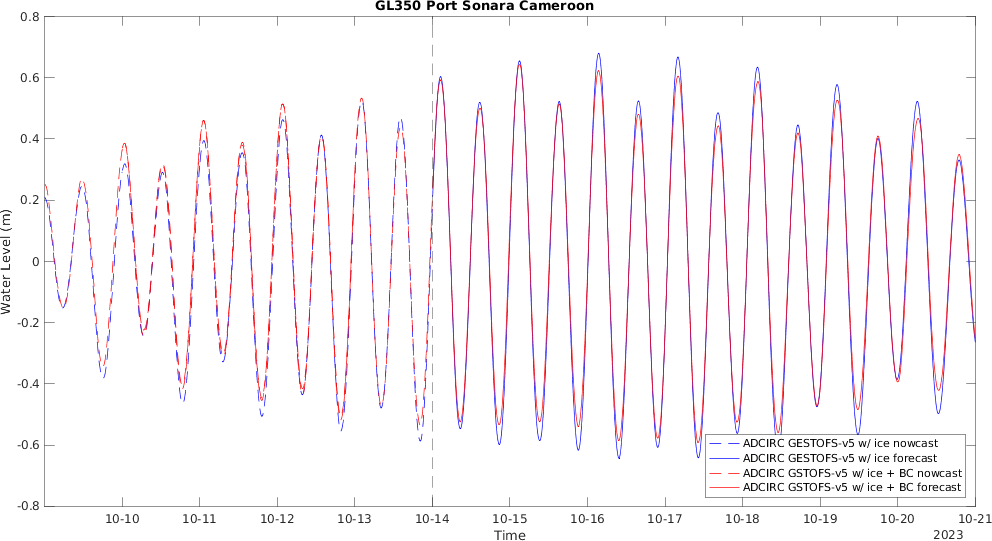 GL350 Port Sonara Cameroon
0.8
0.6
0.4
0.2
0
-0.2
-0.4
-0.6
-0.8
Water Level (m)
ADCIRC GESTOFS-v5 w/ ice nowcast
ADCIRC GESTOFS-v5 w/ ice forecast
ADCIRC GSTOFS-v5 w/ ice + BC nowcast
ADCIRC GSTOFS-v5 w/ ice + BC forecast
10-10 10-11 10-12 10-13 10-14 10-15 10-16 10-17 10-18 10-19 10-20 10-21
Time
2023